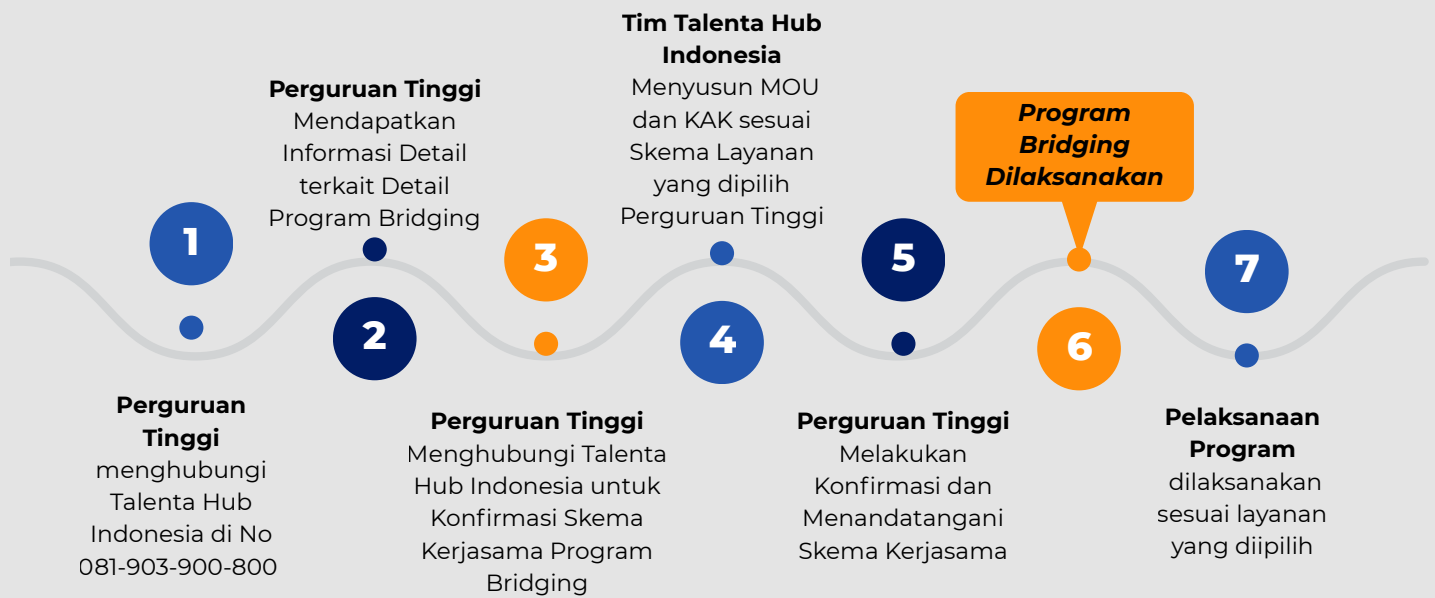 1
Perguruan
Tinggi
menghubungi
Talenta Hub
Indonesia di No
081-903-900-800
Perguruan Tinggi
Mendapatkan
Informasi Detail
terkait Detail
Program Bridging
2
3
Perguruan Tinggi
Menghubungi Talenta
Hub Indonesia untuk
Konfirmasi Skema
Kerjasama Program
Bridging
Tim Talenta Hub
Indonesia
Menyusun MOU
dan KAK sesuai
Skema Layanan
yang dipilih
Perguruan Tinggi
4
5
Perguruan Tinggi
Melakukan
Konfirmasi dan
Menandatangani
Skema Kerjasama
Program
Bridging
Dilaksanakan
6
7
Pelaksanaan
Program
dilaksanakan
sesuai layanan
yang diipilih